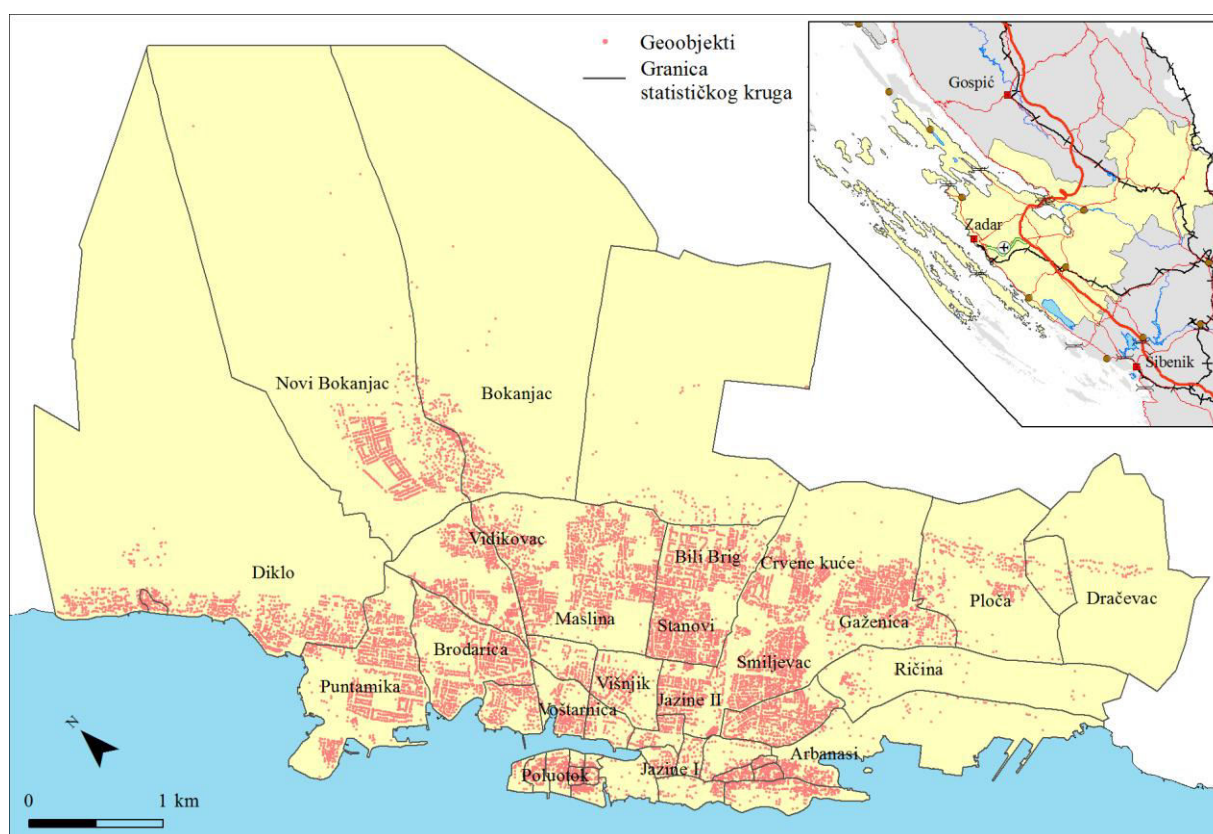 Geoobjekti
Granica
statističkog kruga
Gospić
Zadar
Šibenik
Novi Bokanjac
Bokanjac
Vidikovac
Bili Brig
Crvene kuće
Diklo
Ploča
Dračevac
Maslina
Stanovi
Gaženica
Brodarica
Smiljevac
Ričina
Puntamika
Višnjik
Voštarnica
Jazine II
Arbanasi
Poluotok
Jazine I
N
0 1 km